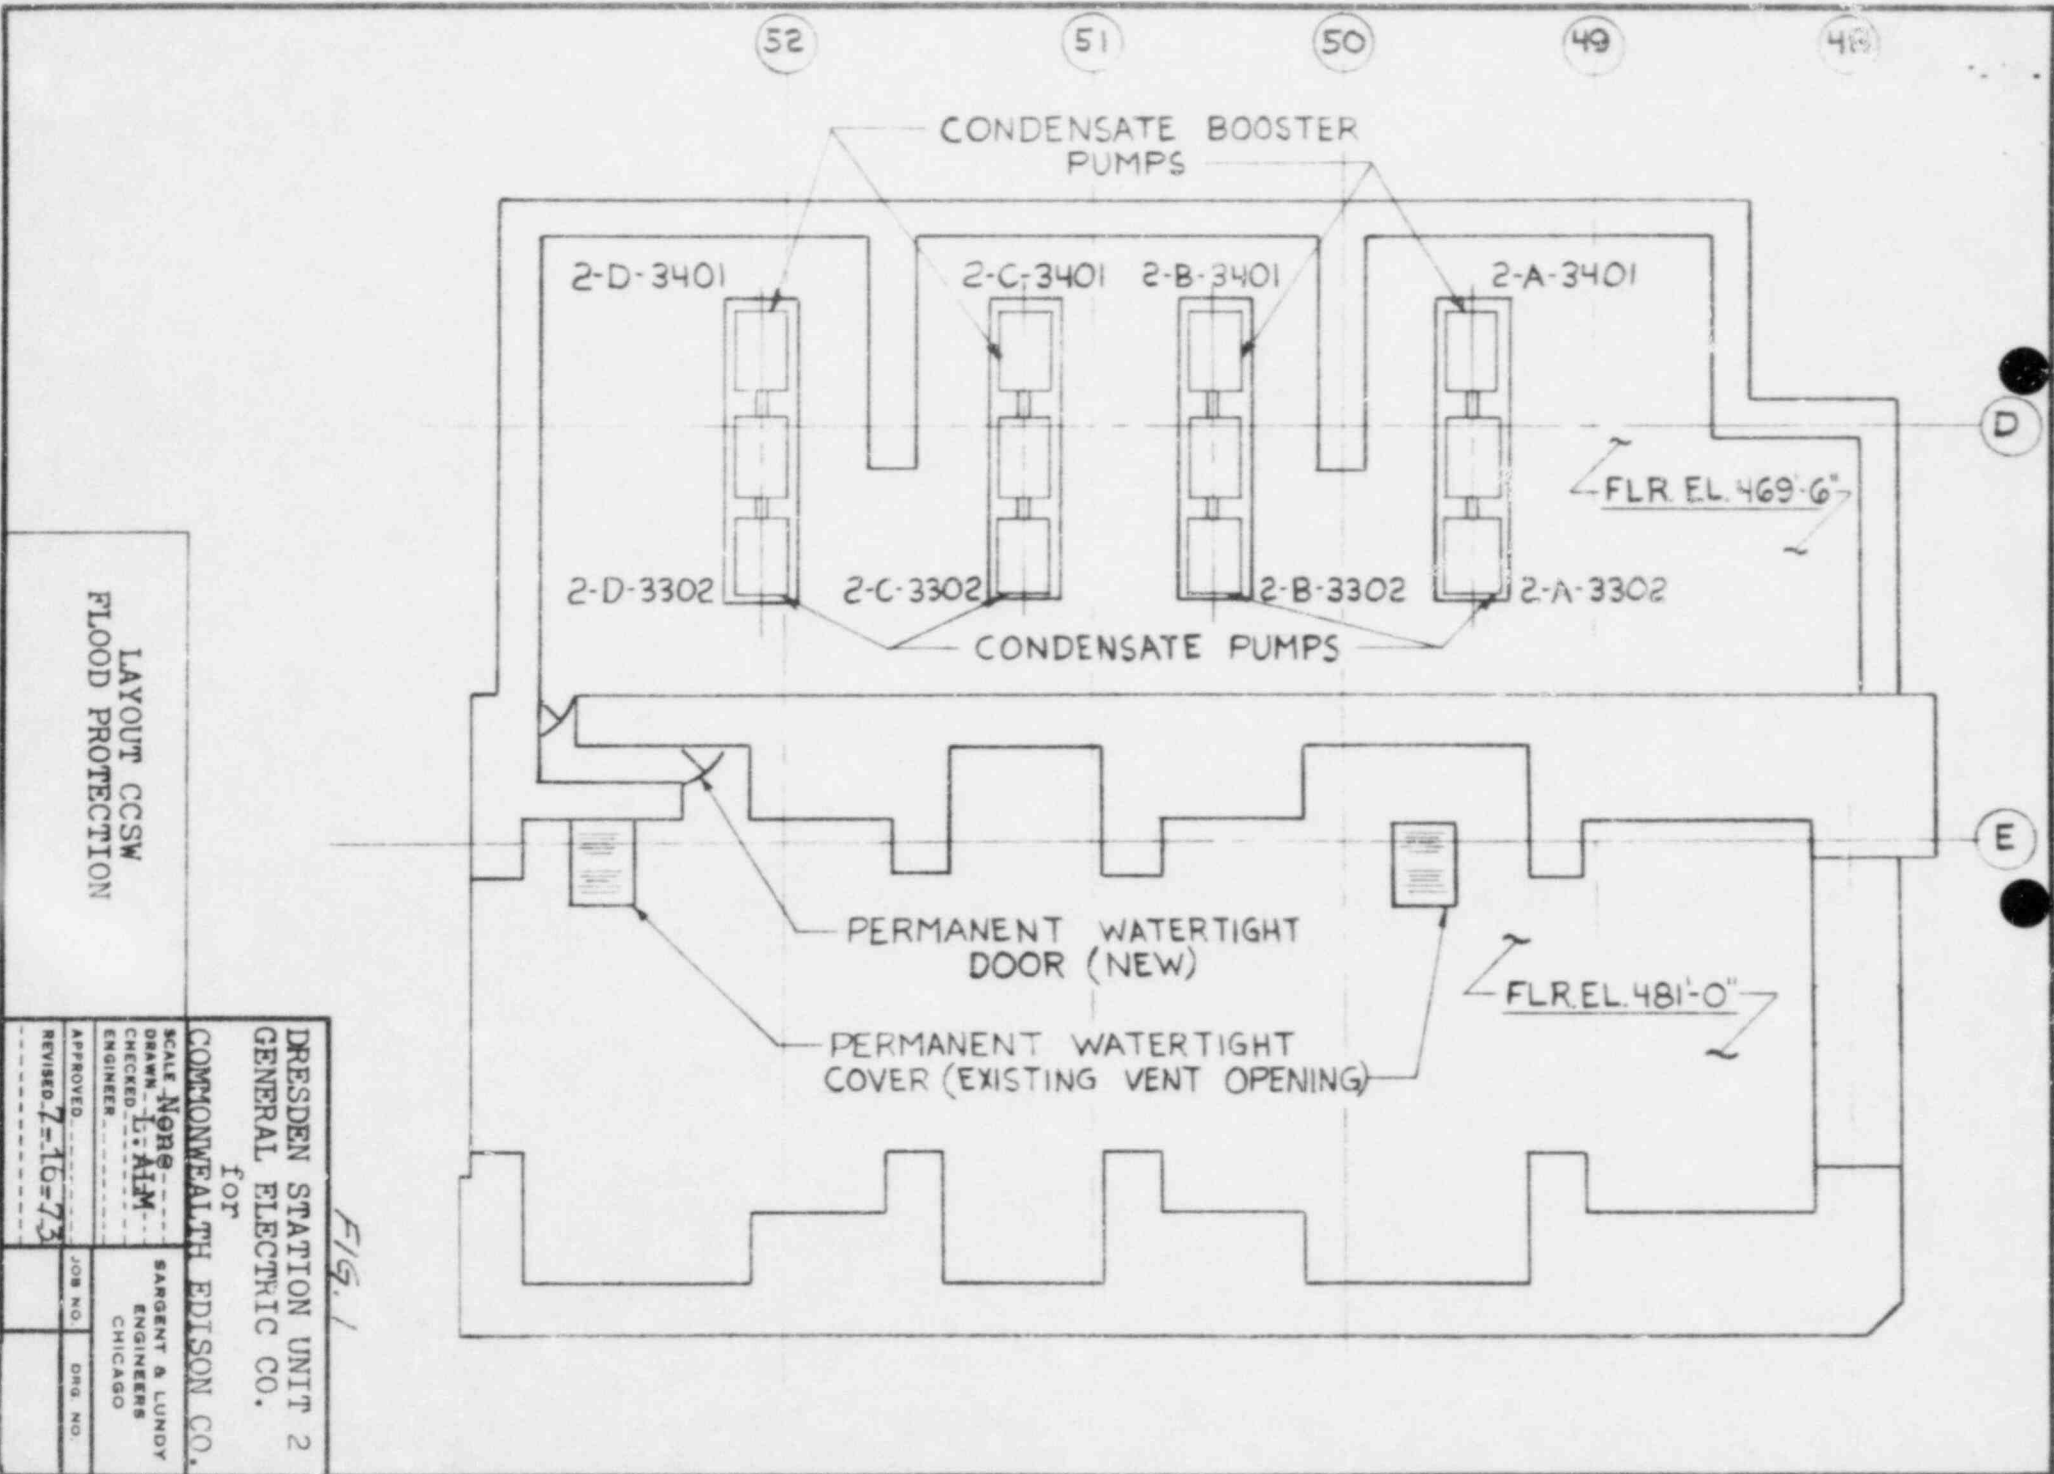 52
51
50
49
48
CONDENSATE BOOSTER
PUMPS
2-D-3401
2-C-3401
2-B-3401
2-A-3401
D
FLR. EL. 469'-6"
2-D-3302
2-C-3302
2-B-3302
2-A-3302
CONDENSATE PUMPS
E
PERMANENT WATERTIGHT
DOOR (NEW)
FLR. EL. 481'-0"
PERMANENT WATERTIGHT
COVER (EXISTING VENT OPENING)
LAYOUT CCSW
FLOOD PROTECTION
FIG. 1
DRESDEN STATION UNIT 2
GENERAL ELECTRIC CO.
for
COMMONWEALTH EDISON CO.
SCALE None
DRAWN L. ALM
CHECKED
ENGINEER
APPROVED
REVISED 7-16-73
SARGENT & LUNDY
ENGINEERS
CHICAGO
JOB NO.
DRG. NO.